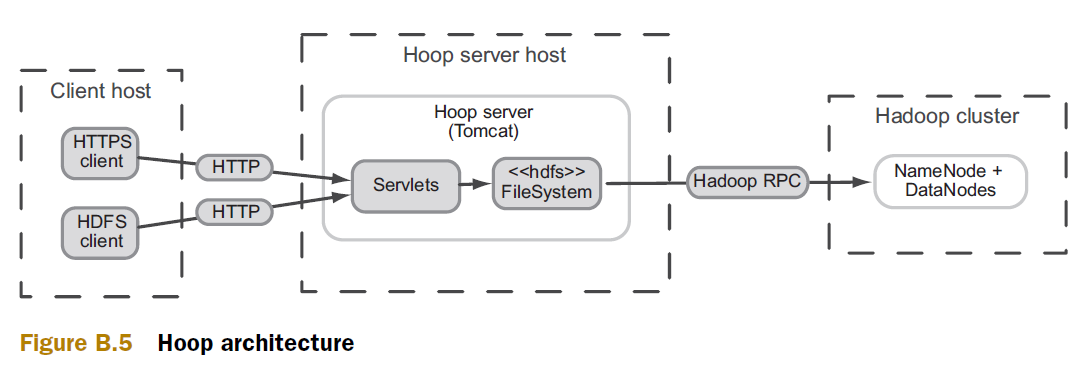 Client host
HTTPS
client
HDFS
client
HTTP
HTTP
Hoop server host
Hoop server
(Tomcat)
Servlets
<<hdfs>>
FileSystem
Hadoop RPC
Hadoop cluster
NameNode +
DataNodes
Figure B.5 Hoop architecture